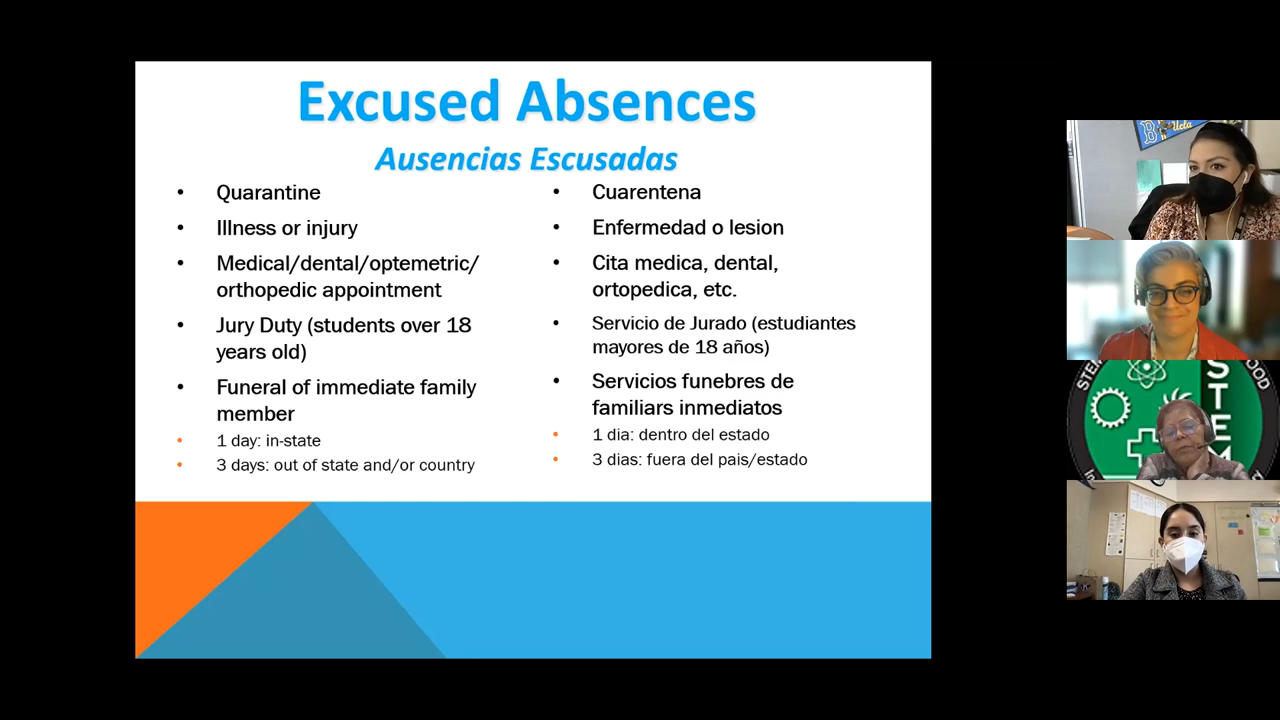 Excused Absences
Ausencias Escusadas
• Quarantine
• Illness or injury
• Medical/dental/optemetric/
orthopedic appointment
• Jury Duty (students over 18
years old)
• Funeral of immediate family
member
• 1 day: in-state
• 3 days: out of state and/or country
• Cuarentena
• Enfermedad o lesion
• Cita medica, dental,
ortopedica, etc.
• Servicio de Jurado (estudiantes
mayores de 18 años)
• Servicios funebres de
familiars inmediatos
• 1 dia: dentro del estado
• 3 dias: fuera del pais/estado
B
Ucla
STEM